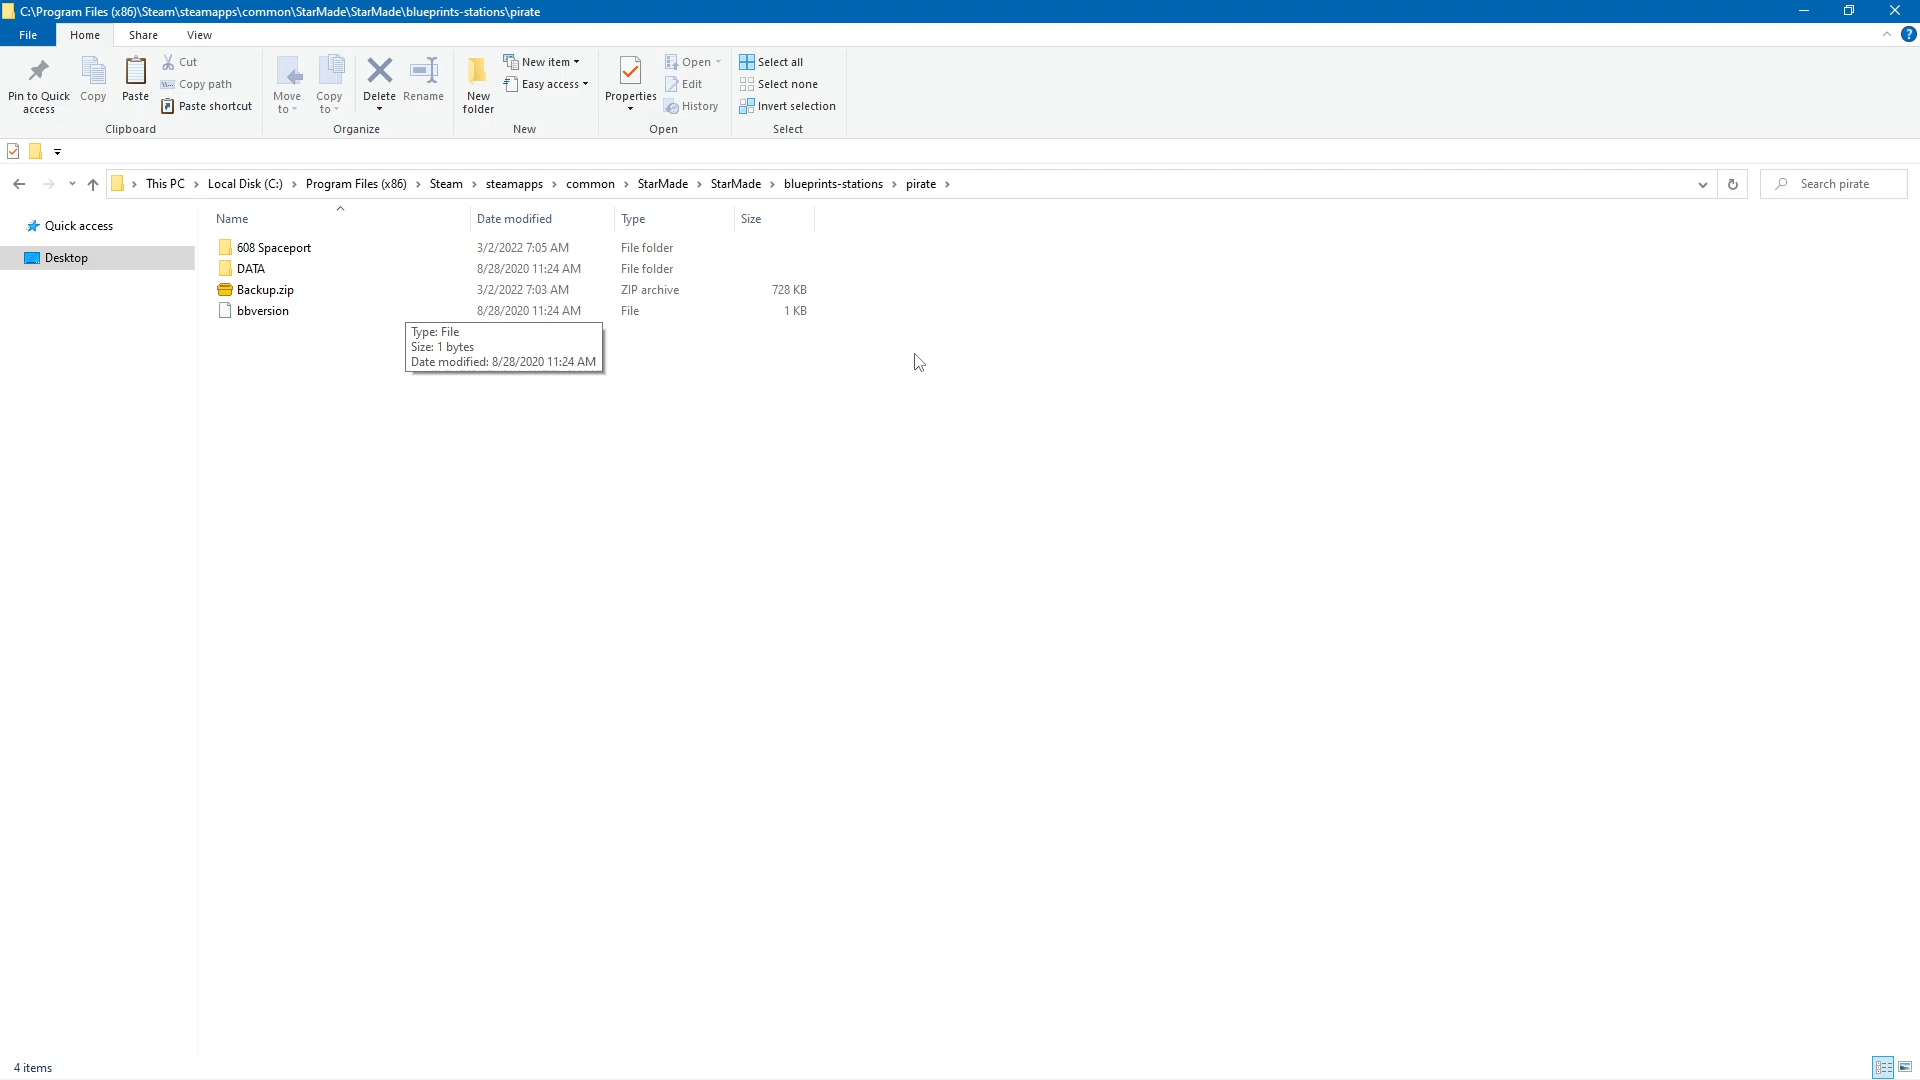 C:\Program Files (x86)\Steam\steamapps\common\StarMade\StarMade\blueprints-stations\pirate
File Home Share View
Pin to Quick access
Copy
Paste
Cut
Copy path
Paste shortcut
Clipboard
Move to
Copy to
Delete
Rename
Organize
New folder
New item
Easy access
New
Properties
Open
Edit
History
Open
Select all
Select none
Invert selection
Select
This PC > Local Disk (C:) > Program Files (x86) > Steam > steamapps > common > StarMade > StarMade > blueprints-stations > pirate >
Search pirate
Quick access
Desktop
Name Date modified Type Size
608 Spaceport 3/2/2022 7:05 AM File folder
DATA 8/28/2020 11:24 AM File folder
Backup.zip 3/2/2022 7:03 AM ZIP archive 728 KB
bbversion 8/28/2020 11:24 AM File 1 KB
Type: File
Size: 1 bytes
Date modified: 8/28/2020 11:24 AM
4 items